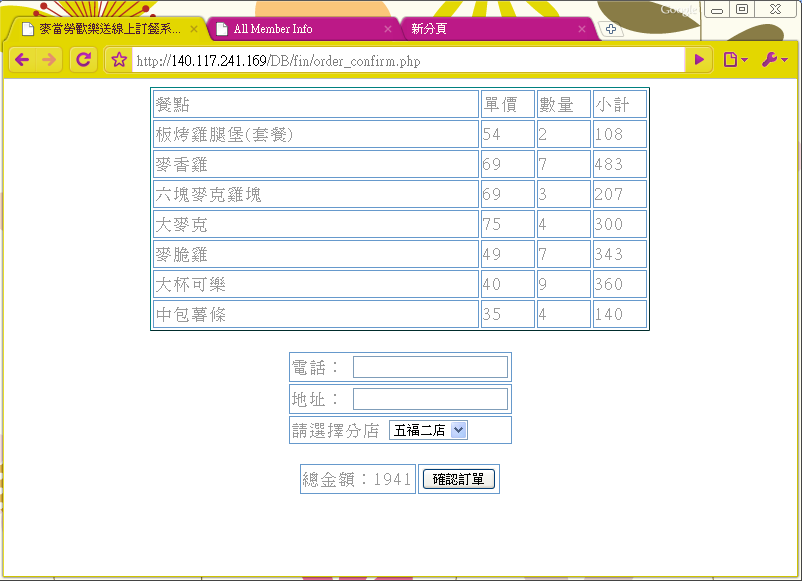 Google
麥當勞歡樂送線上訂餐系... All Member Info 新分頁
http://140.117.241.169/DB/fin/order_confirm.php
餐點 單價 數量 小計
板烤雞腿堡(套餐) 54 2 108
麥香雞 69 7 483
六塊麥克雞塊 69 3 207
大麥克 75 4 300
麥脆雞 49 7 343
大杯可樂 40 9 360
中包薯條 35 4 140
電話：
地址：
請選擇分店 五福二店
總金額：1941 確認訂單